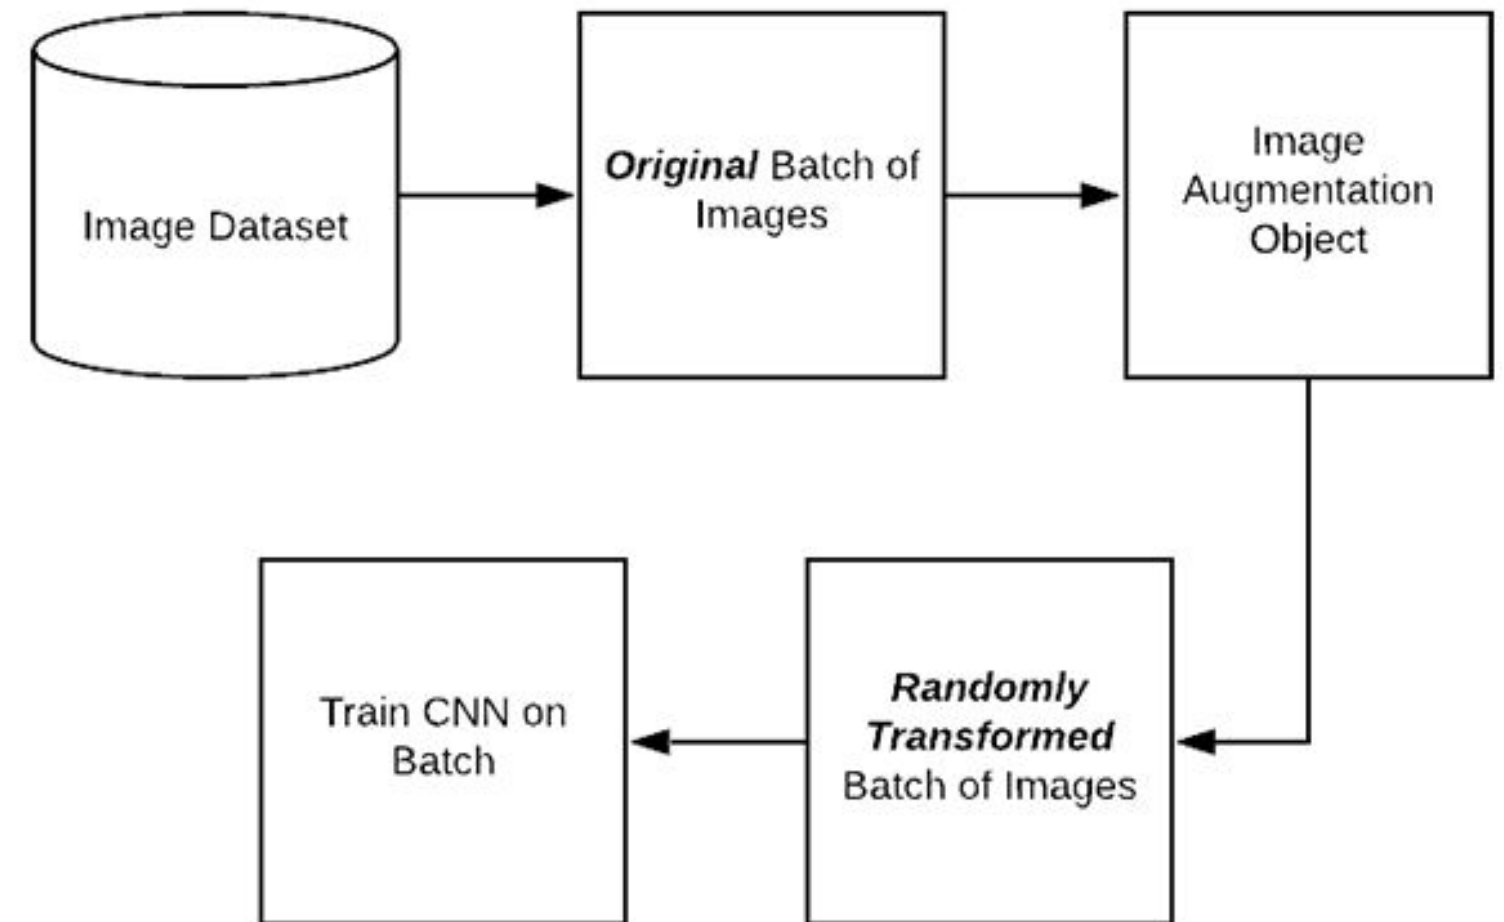 Image Dataset
Original Batch of
Images
Image
Augmentation
Object
Train CNN on
Batch
Randomly
Transformed
Batch of Images